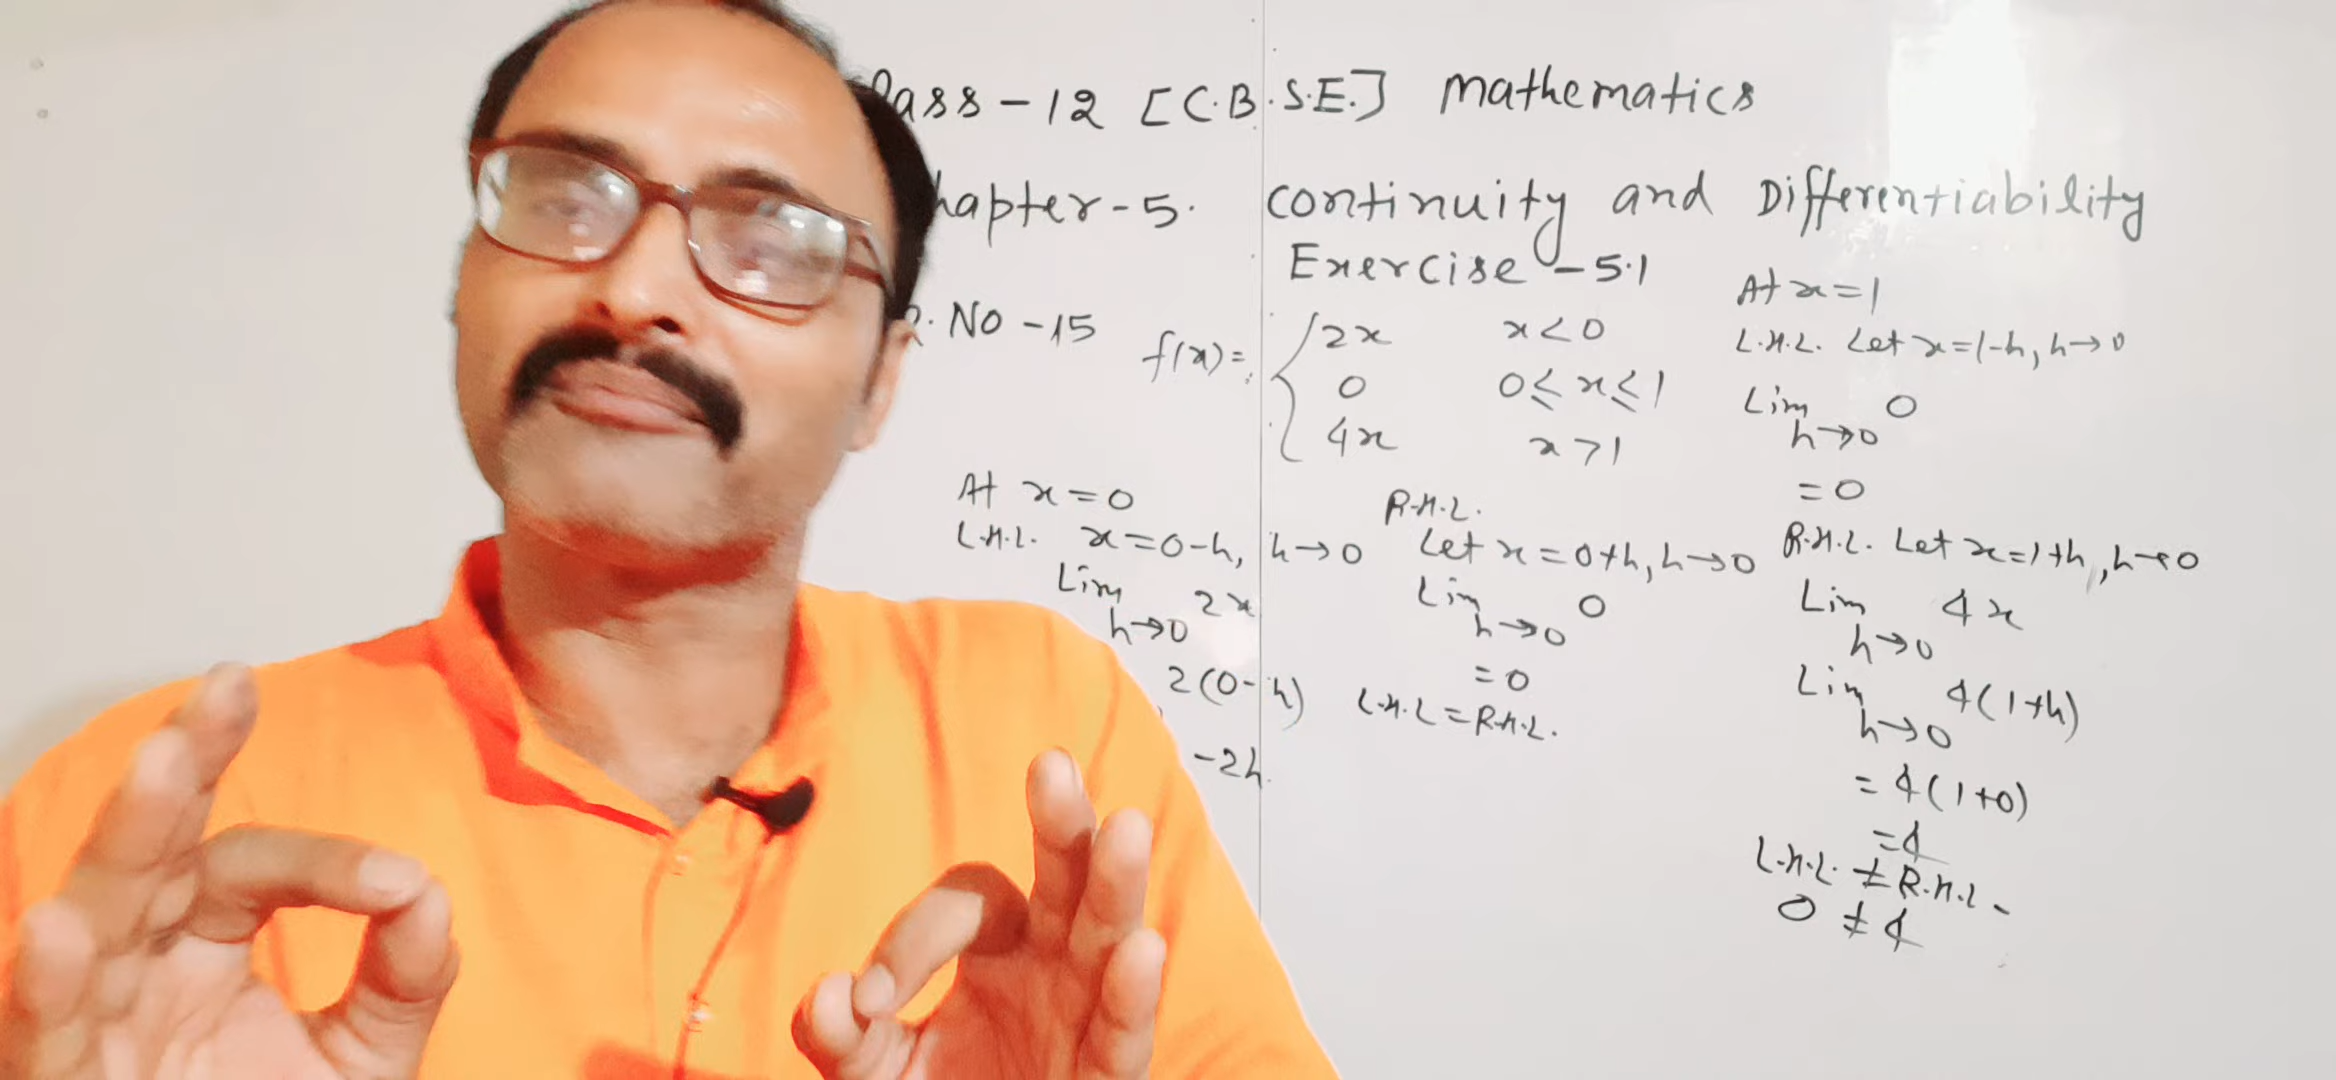 lass - 12 [C.B.S.E.] Mathematics
hapter - 5. Continuity and Differentiability
Exercise - 5.1
Q. No - 15
f(x) = { 2x x < 0
0 0 ≤ x ≤ 1
4x x > 1
At x = 0
L.H.L. x = 0-h, h→0
Lim h→0 2x
2(0-h)
-2h
R.H.L.
Let x = 0+h, h→0
Lim h→0 0
= 0
L.H.L = R.H.L.
At x = 1
L.H.L. Let x = 1-h, h→0
Lim h→0 0
= 0
R.H.L. Let x = 1+h, h→0
Lim h→0 4x
Lim h→0 4(1+h)
= 4(1+0)
= 4
L.H.L. ≠ R.H.L.
0 ≠ 4